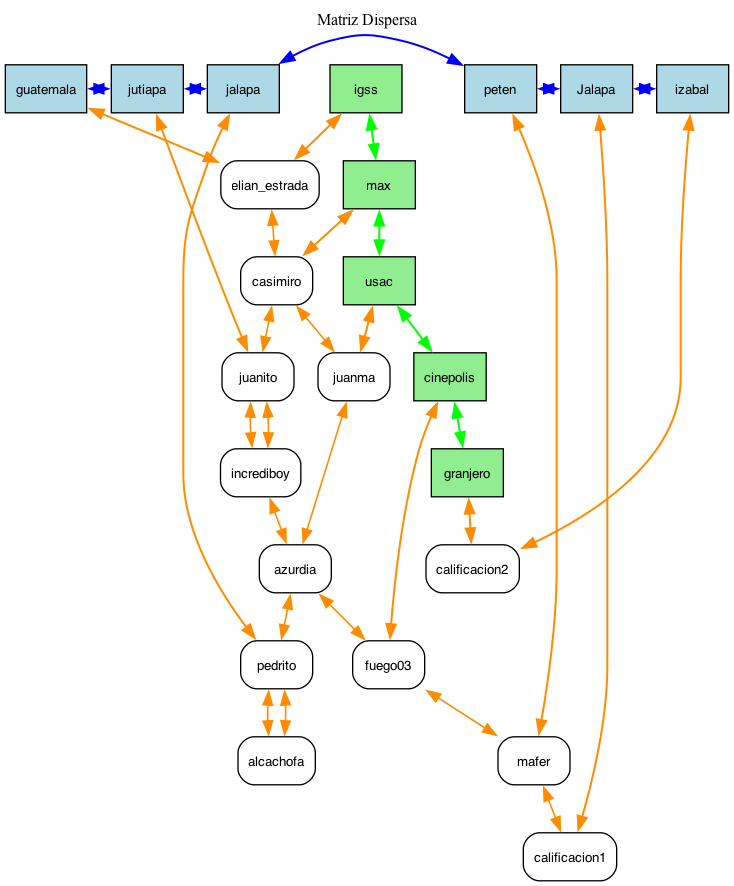 Matriz Dispersa
guatemala
jutiapa
jalapa
igss
peten
Jalapa
izabal
elian_estrada
max
casimiro
usac
juanito
juanma
cinepolis
incrediboy
granjero
azurdia
calificacion2
pedrito
fuego03
alcachofa
mafer
calificacion1